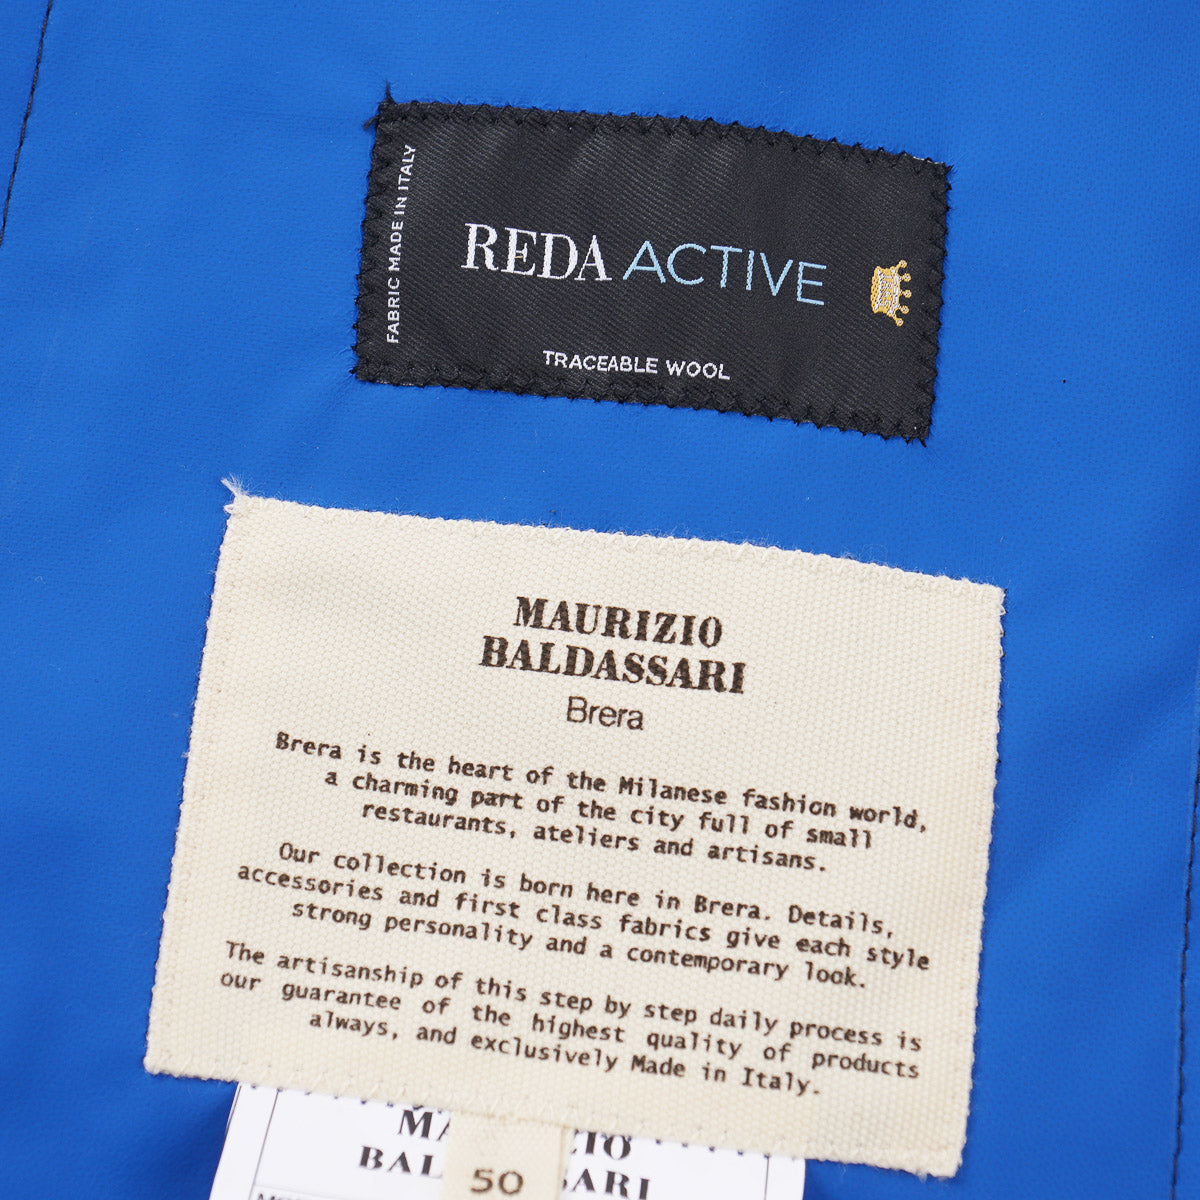 FABRIC MADE IN ITALY
REDA ACTIVE
TRACEABLE WOOL
MAURIZIO
BALDASSARI
Brera
Brera is the heart of the Milanese fashion world,
a charming part of the city full of small
restaurants, ateliers and artisans.
Our collection is born here in Brera. Details,
accessories and first class fabrics give each style
strong personality and a contemporary look.
The artisanship of this step by step daily process is
our guarantee of the highest quality of products
always, and exclusively Made in Italy.
50